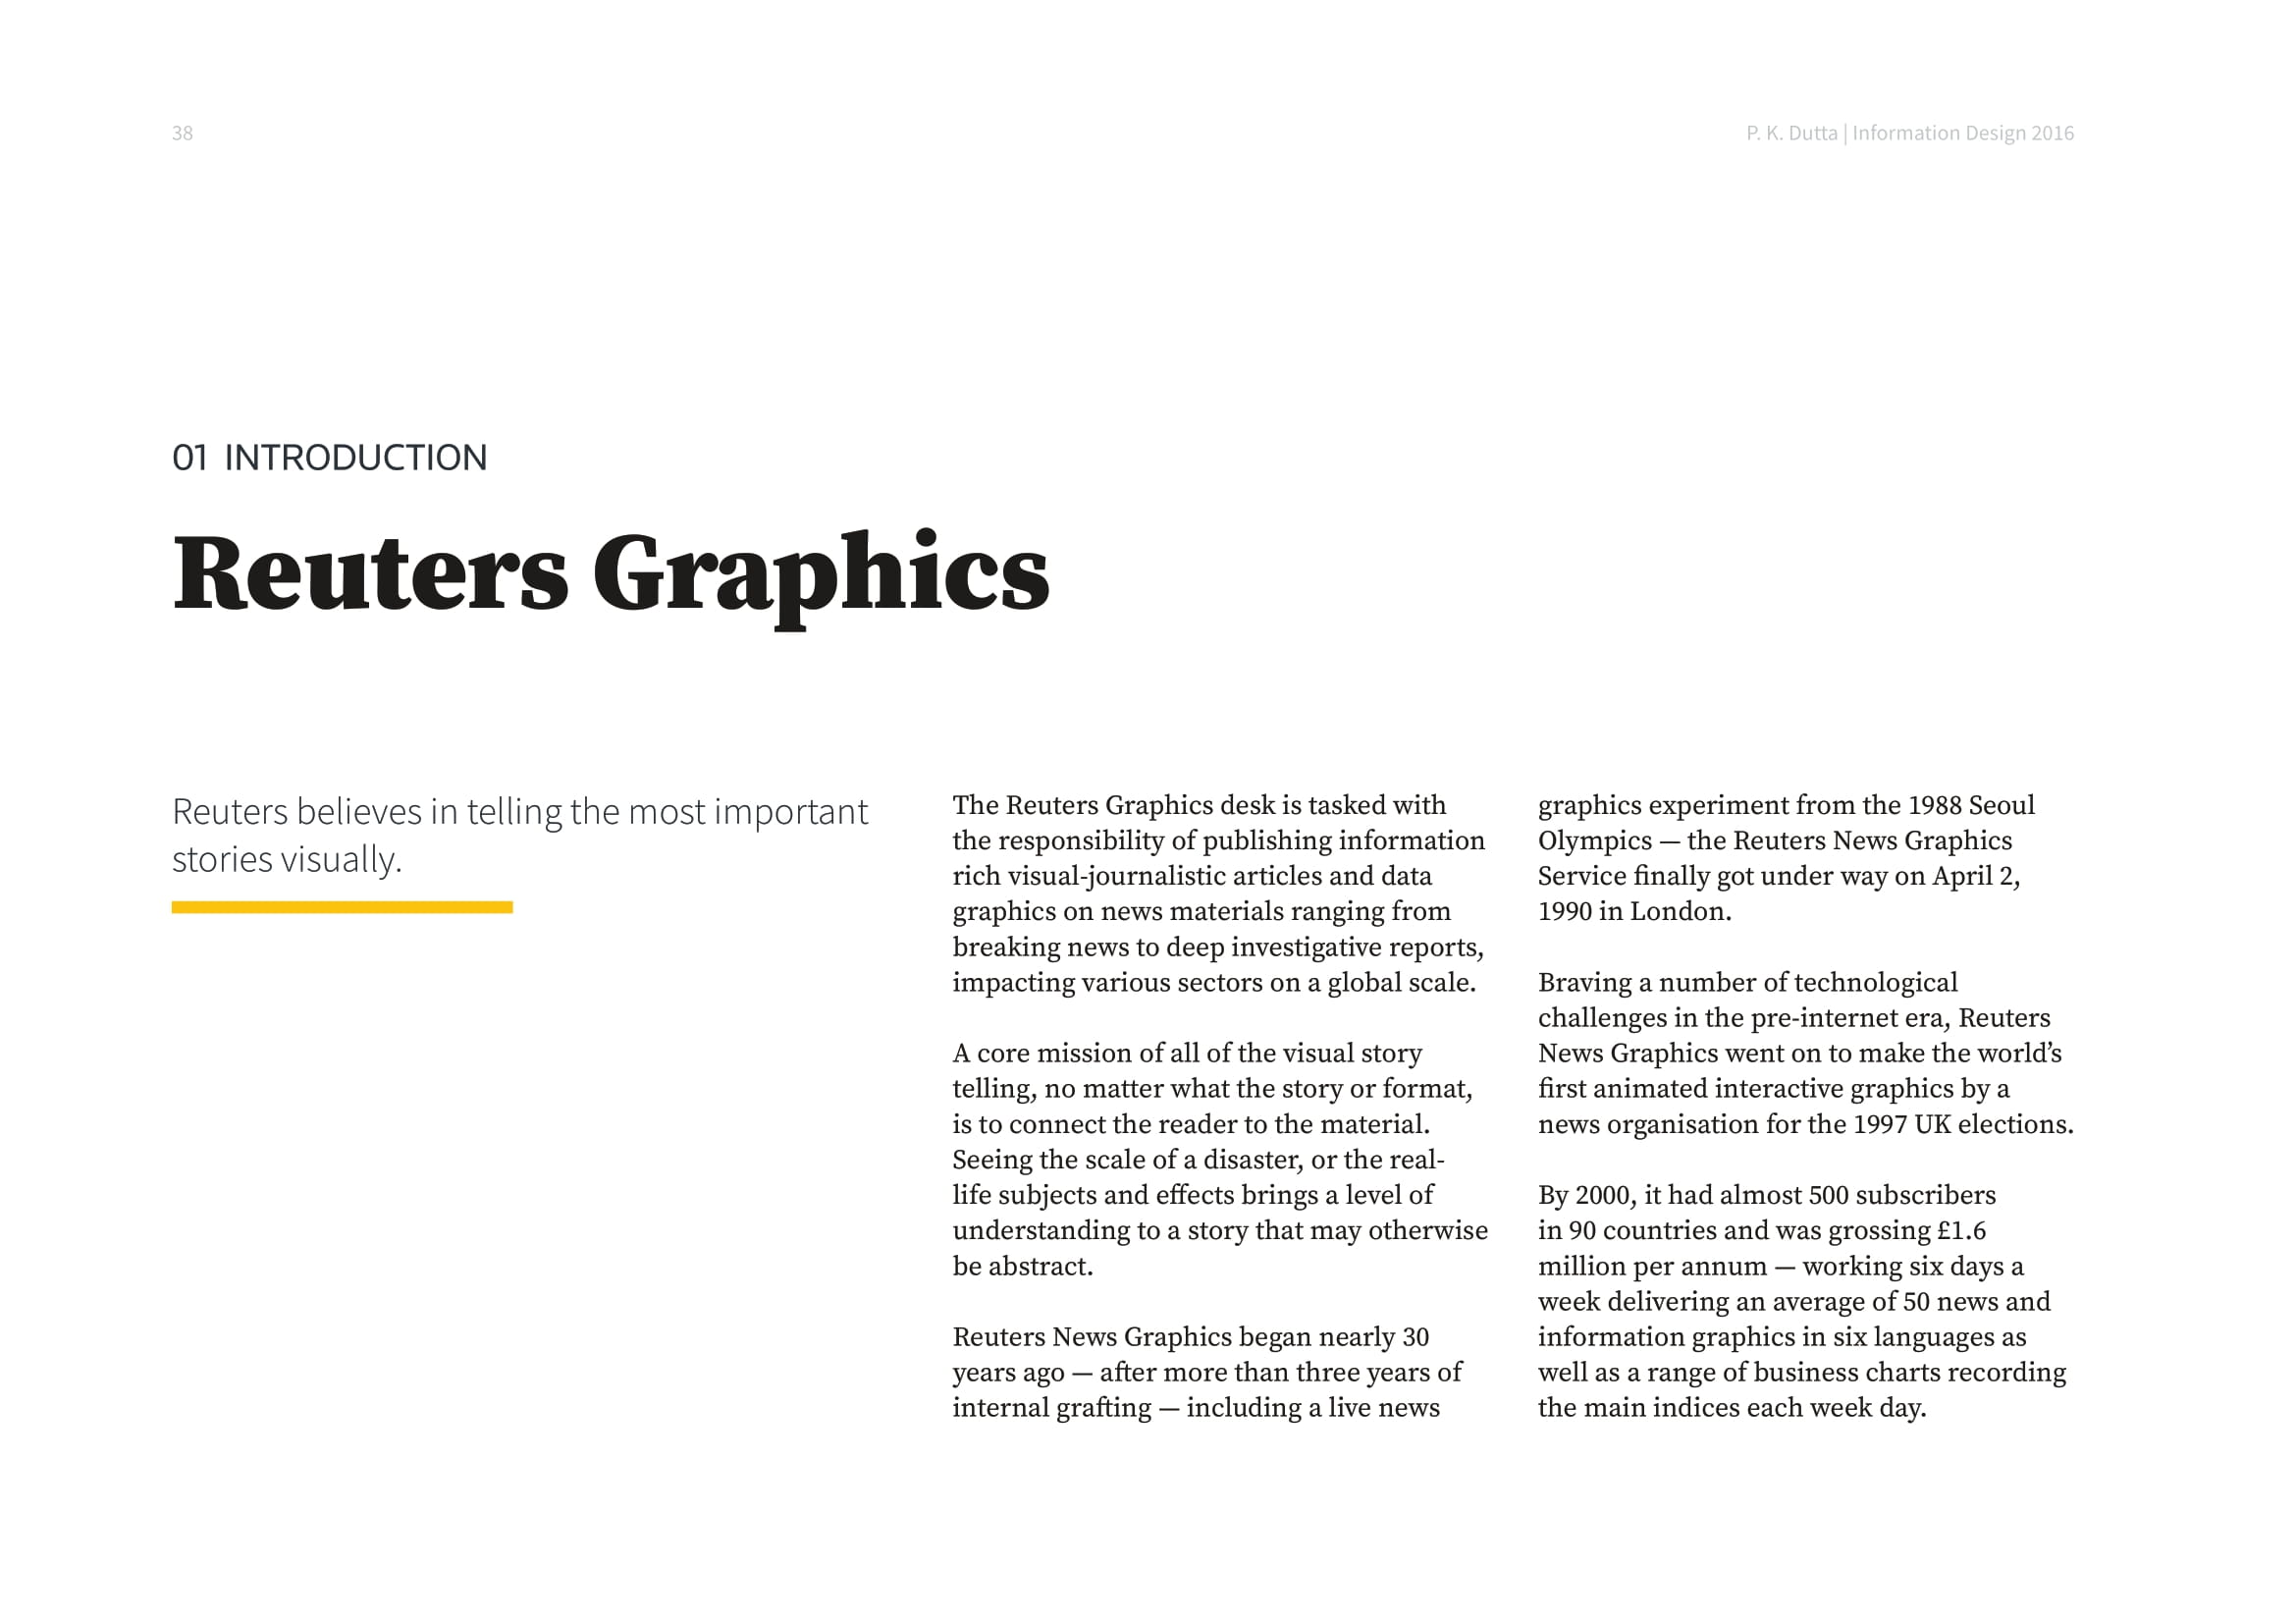 38
P. K. Dutta | Information Design 2016
01 INTRODUCTION
Reuters Graphics
Reuters believes in telling the most important
stories visually.
The Reuters Graphics desk is tasked with
the responsibility of publishing information
rich visual-journalistic articles and data
graphics on news materials ranging from
breaking news to deep investigative reports,
impacting various sectors on a global scale.
A core mission of all of the visual story
telling, no matter what the story or format,
is to connect the reader to the material.
Seeing the scale of a disaster, or the real-
life subjects and effects brings a level of
understanding to a story that may otherwise
be abstract.
Reuters News Graphics began nearly 30
years ago — after more than three years of
internal grafting — including a live news
graphics experiment from the 1988 Seoul
Olympics — the Reuters News Graphics
Service finally got under way on April 2,
1990 in London.
Braving a number of technological
challenges in the pre-internet era, Reuters
News Graphics went on to make the world’s
first animated interactive graphics by a
news organisation for the 1997 UK elections.
By 2000, it had almost 500 subscribers
in 90 countries and was grossing £1.6
million per annum — working six days a
week delivering an average of 50 news and
information graphics in six languages as
well as a range of business charts recording
the main indices each week day.